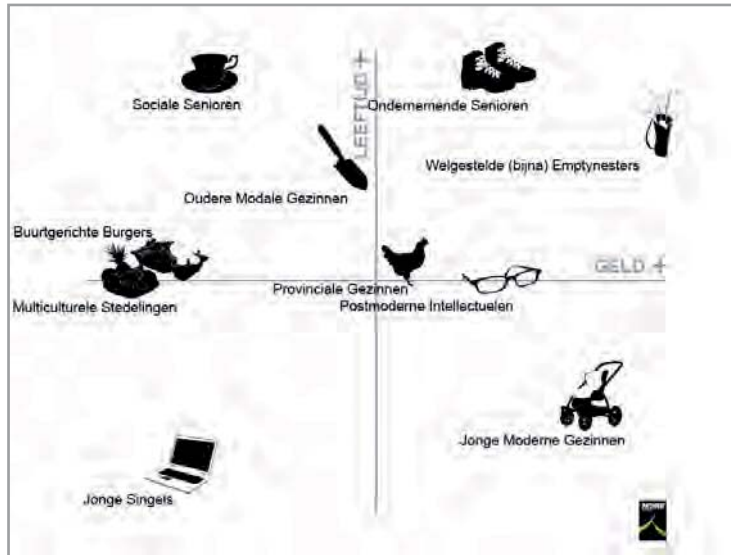 LEEFTIJD +
Sociale Senioren
Ondernemende Senioren
Welgestelde (bijna) Emptynesters
Oudere Modale Gezinnen
Buurtgerichte Burgers
GELD +
Provinciale Gezinnen
Multiculturele Stedelingen
Postmoderne Intellectuelen
Jonge Moderne Gezinnen
Jonge Singels